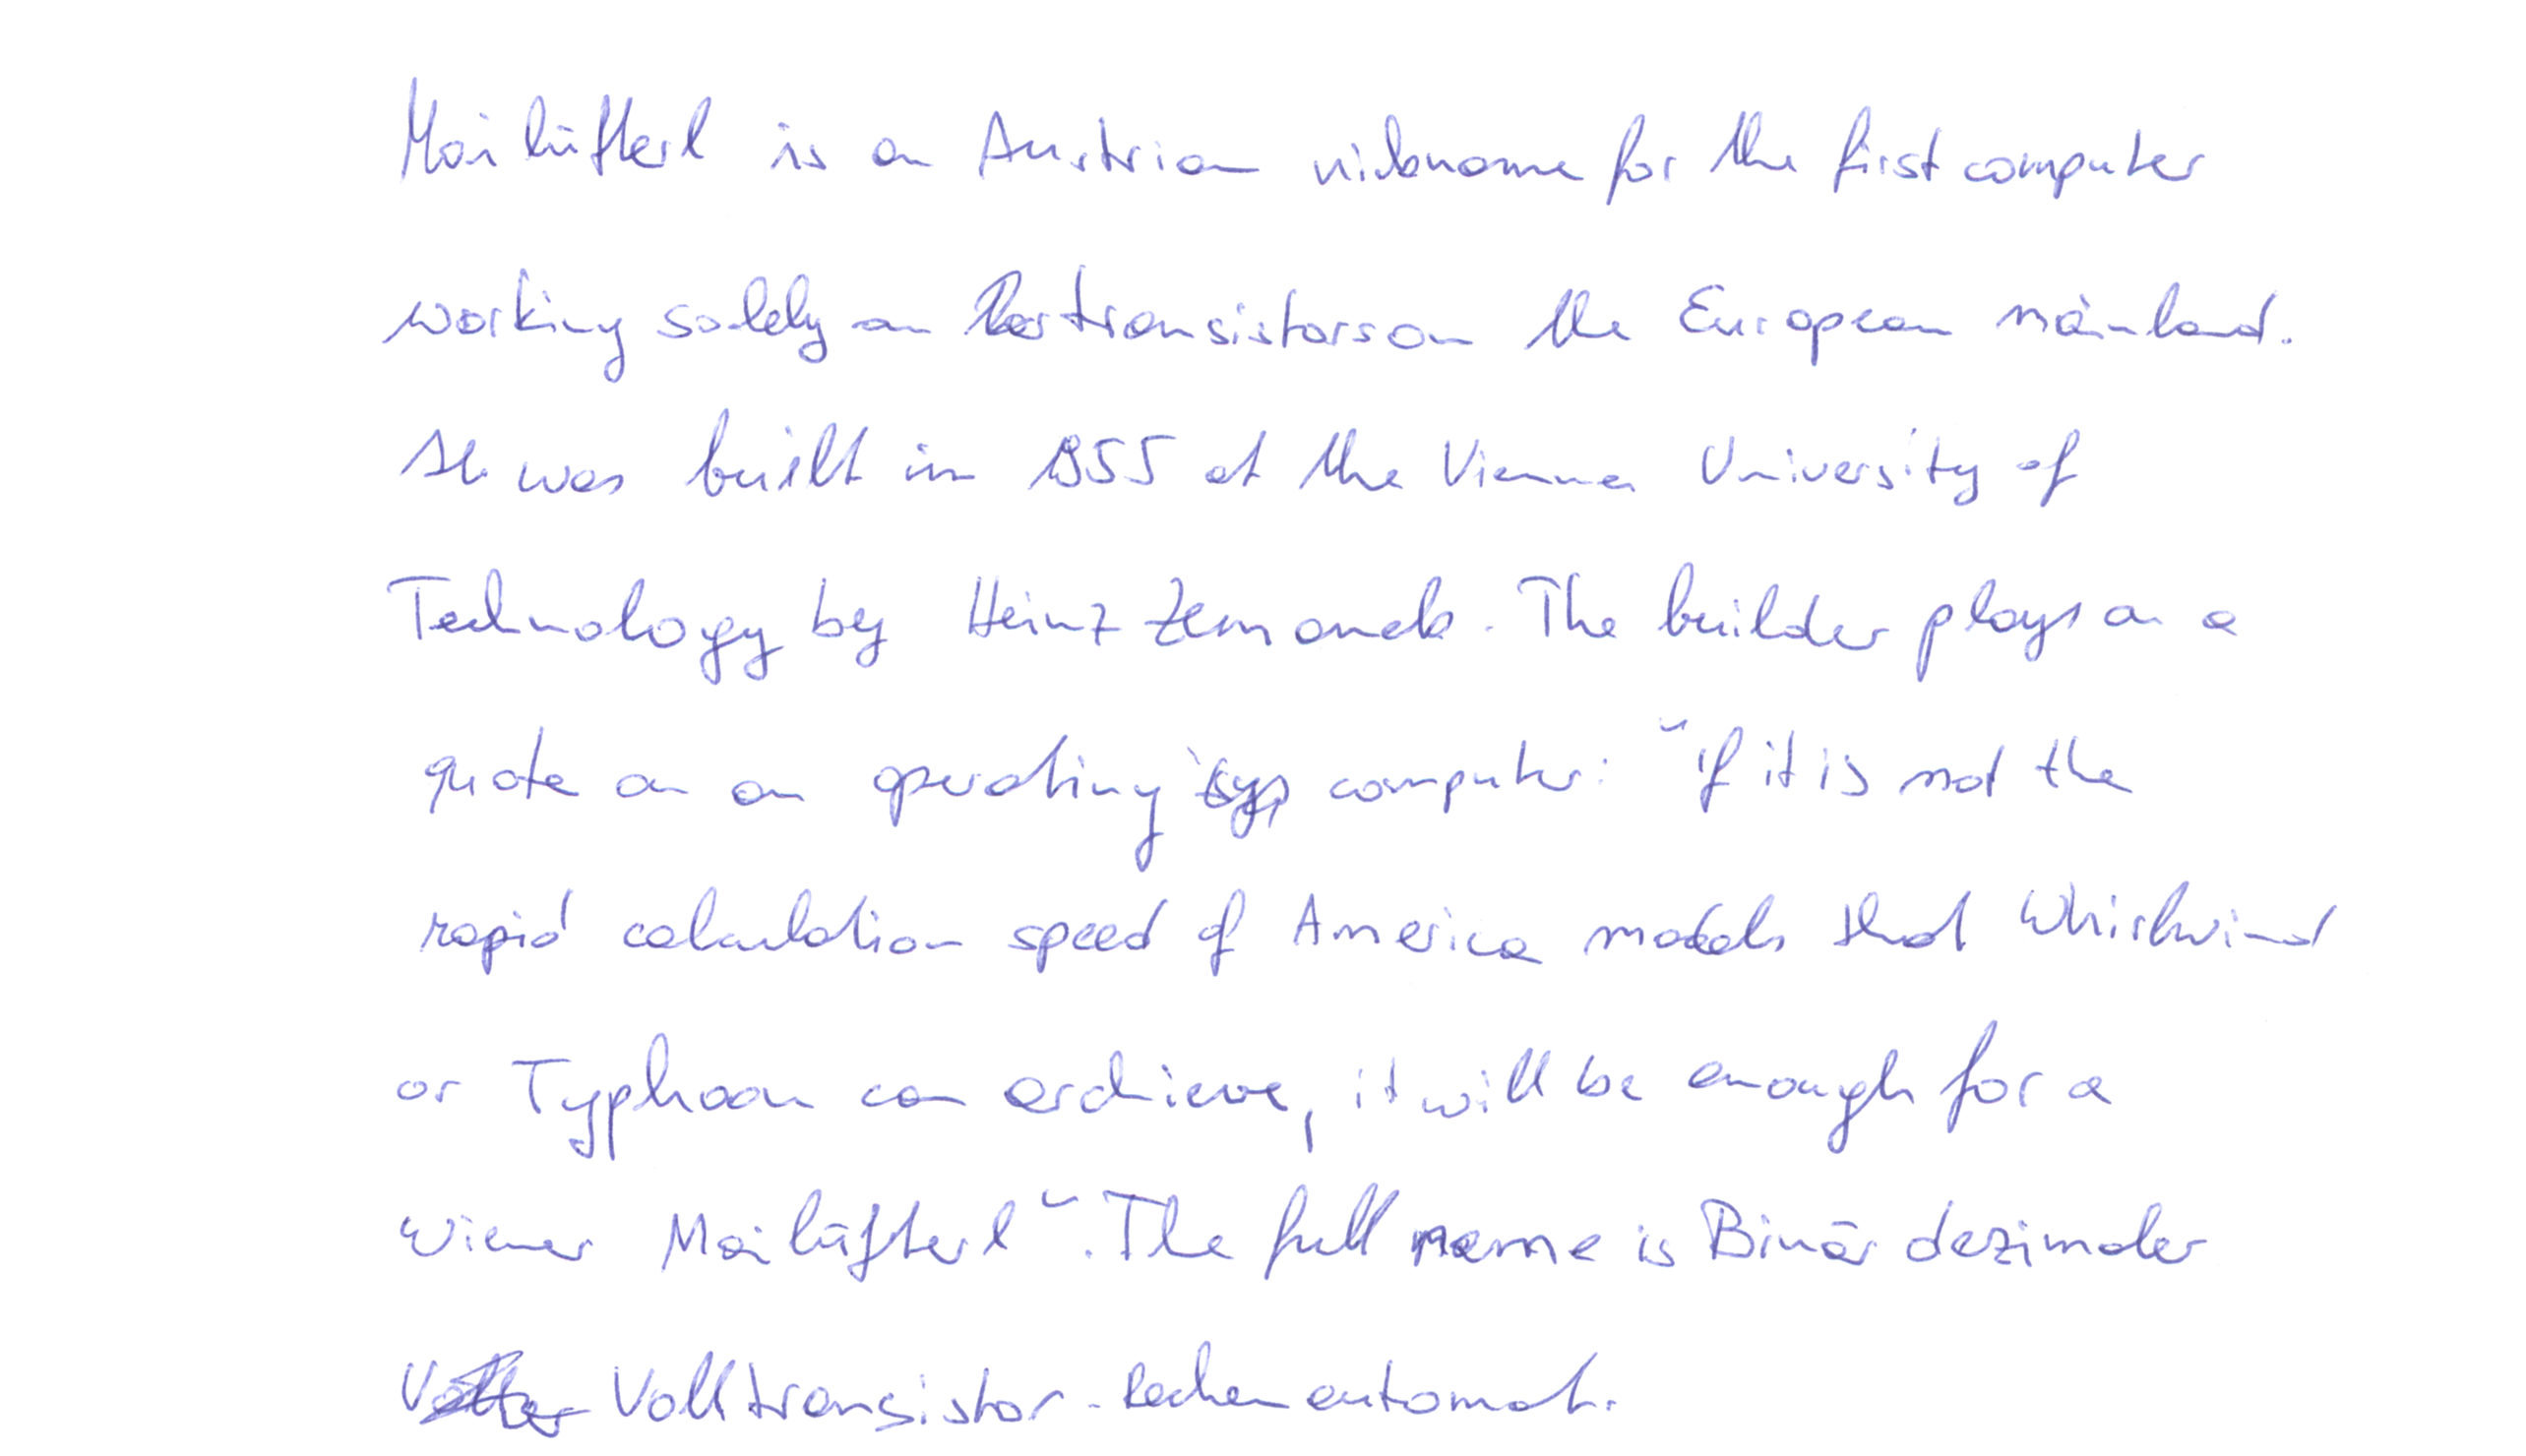 Mailüfterl is an Austrian nickname for the first computer
working solely on transistors on the European mainland.
It was built in 1955 at the Vienna University of
Technology by Heinz Zemanek. The builder plays on a
quote on an operating computer: "if it is not the
rapid calculation speed of America models that Whirlwind
or Typhoon can archieve, it will be enough for a
Wiener Mailüfterl". The full name is Binär dezimaler
Volltransistor-Rechenautomat.